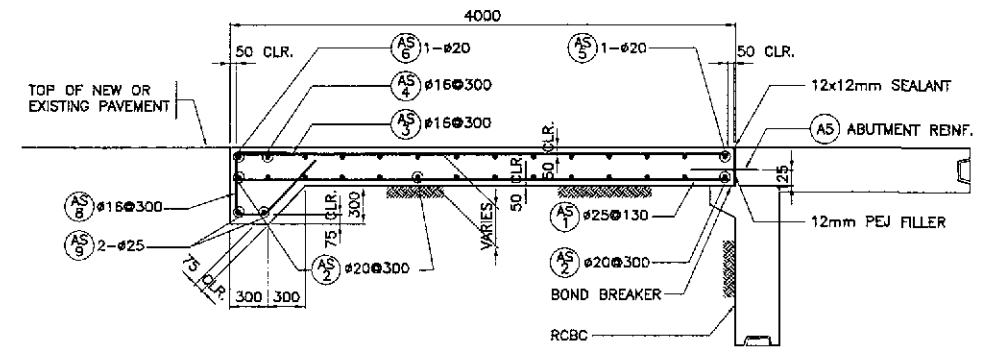 4000
50 CLR.
AS 6 1-ø20
AS 5 1-ø20
50 CLR.
TOP OF NEW OR
EXISTING PAVEMENT
AS 4 ø16@300
AS 3 ø16@300
12x12mm SEALANT
A5 ABUTMENT REINF.
50 CLR.
50 CLR.
125
AS 8 ø16@300
300
75 CLR.
VARIES
AS 1 ø25@130
12mm PEJ FILLER
AS 9 2-ø25
75 CLR.
AS 2 ø20@300
AS 2 ø20@300
300 300
BOND BREAKER
RCBC